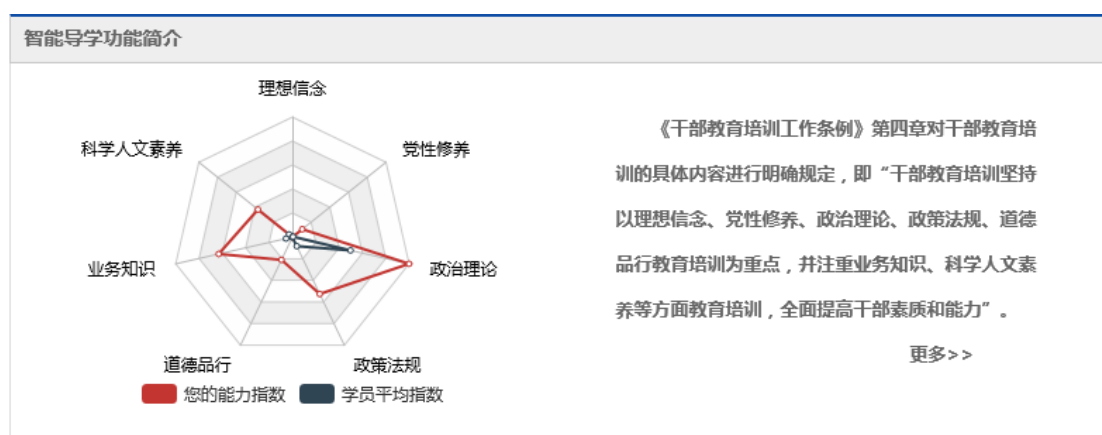 智能导学功能简介
理想信念
科学人文素养
党性修养
业务知识
政治理论
道德品行
政策法规
您的能力指数
学员平均指数
《干部教育培训工作条例》第四章对干部教育培
训的具体内容进行明确规定，即“干部教育培训坚持
以理想信念、党性修养、政治理论、政策法规、道德
品行教育培训为重点，并注重业务知识、科学人文素
养等方面教育培训，全面提高干部素质和能力”。
更多>>